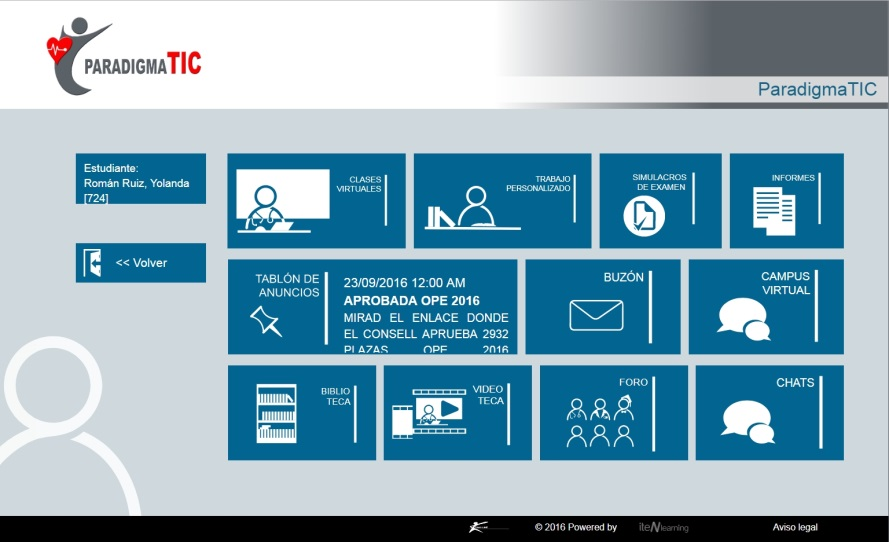 PARADIGMATIC
ParadigmaTIC
Estudiante:
Román Ruiz, Yolanda
[724]
<< Volver
CLASES
VIRTUALES
TRABAJO
PERSONALIZADO
SIMULACROS
DE EXAMEN
INFORMES
TABLÓN DE
ANUNCIOS
23/09/2016 12:00 AM
APROBADA OPE 2016
MIRAD EL ENLACE DONDE
EL CONSELL APRUEBA 2932
PLAZAS OPE 2016
BUZÓN
CAMPUS
VIRTUAL
BIBLIO
TECA
VIDEO
TECA
FORO
CHATS
© 2016 Powered by
iteNlearning
Aviso legal